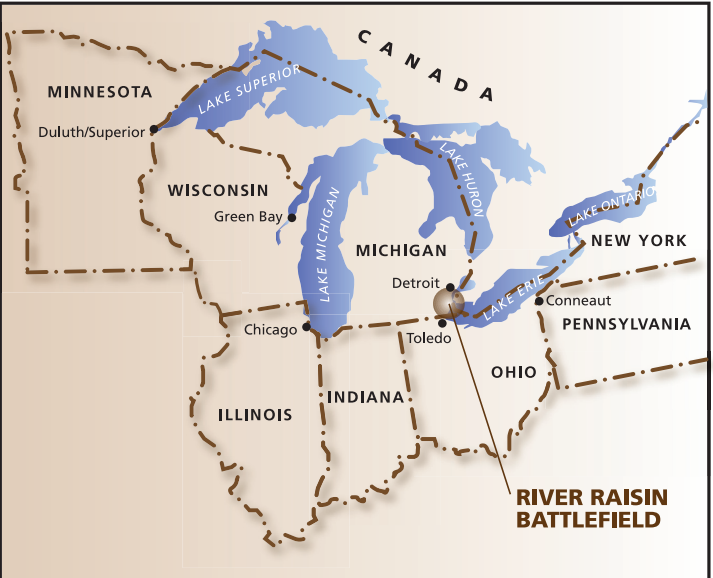 CANADA
MINNESOTA
LAKE SUPERIOR
Duluth/Superior
WISCONSIN
LAKE HURON
Green Bay
LAKE MICHIGAN
LAKE ONTARIO
MICHIGAN
NEW YORK
Detroit
LAKE ERIE
Conneaut
Chicago
Toledo
PENNSYLVANIA
OHIO
INDIANA
ILLINOIS
RIVER RAISIN
BATTLEFIELD